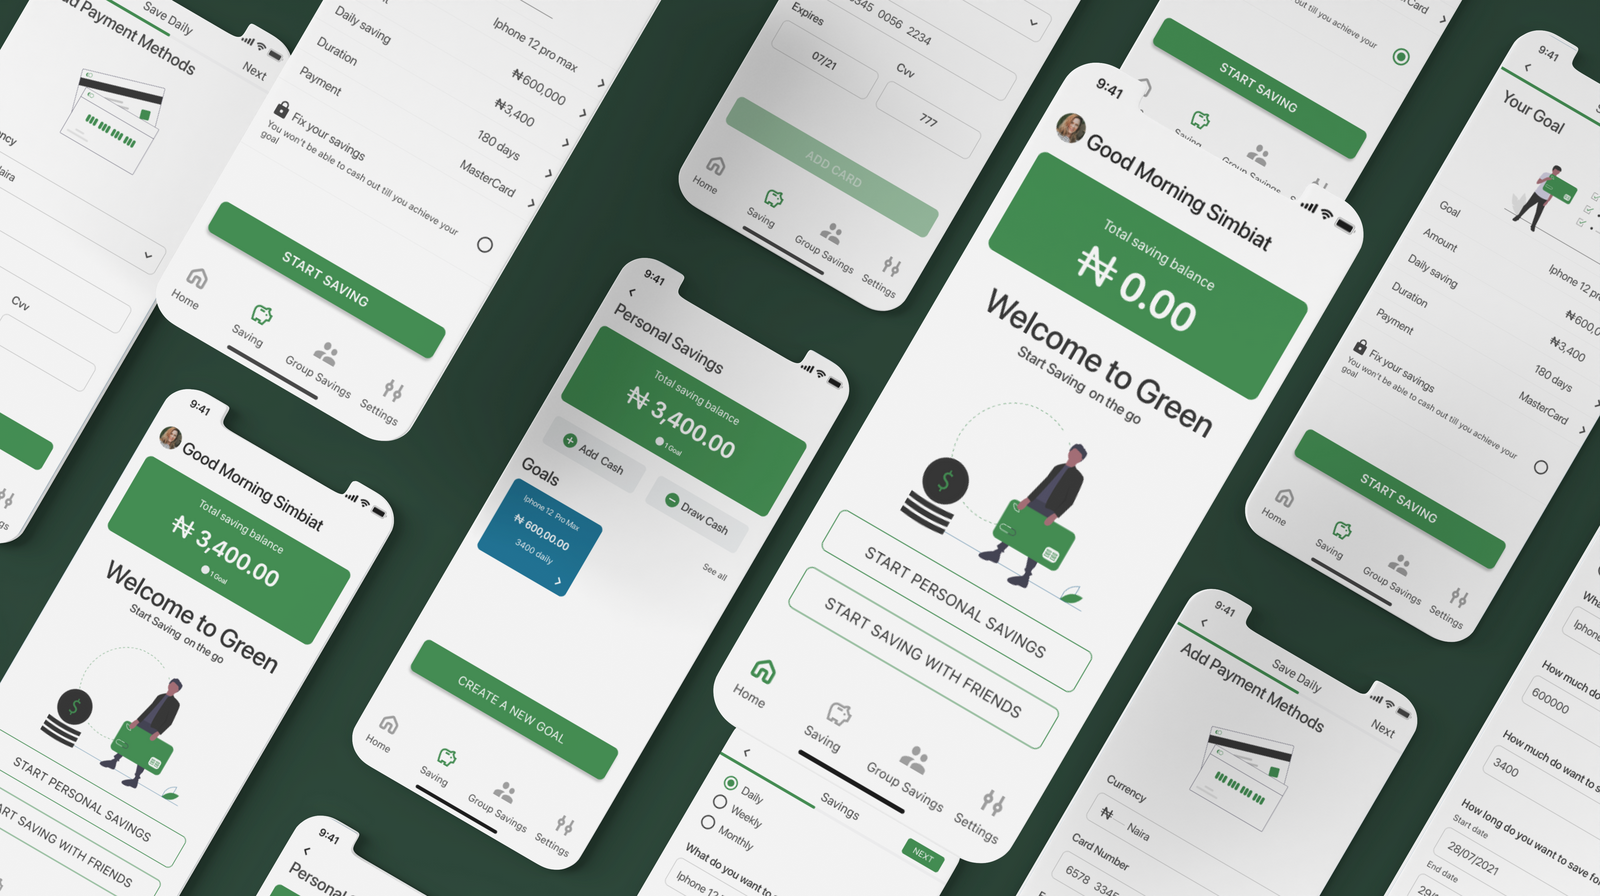 Save Daily
Add Payment Methods
Next
Cvv
Daily saving
Duration
Payment
Iphone 12 pro max
₦600,000
₦3,400
180 days
MasterCard
Fix your savings
You won't be able to cash out till you achieve your
goal
START SAVING
Home
Saving
Group Savings
Settings
9:41
Good Morning Simbiat
Total saving balance
₦ 3,400.00
1 Goal
Welcome to Green
Start Saving on the go
$
START PERSONAL SAVINGS
START SAVING WITH FRIENDS
9:41
Personal Savings
Total saving balance
₦ 3,400.00
1 Goal
Add Cash
Draw Cash
Goals
See all
Iphone 12 Pro Max
₦ 600,00.00
3400 daily
CREATE A NEW GOAL
Home
Saving
Group Savings
Settings
9:41
0056 2234
Expires
Cvv
07/21
777
ADD CARD
Home
Saving
Group Savings
Settings
till you achieve your
START SAVING
Saving
Group Savings
9:41
Good Morning Simbiat
Total saving balance
₦ 0.00
Welcome to Green
Start Saving on the go
$
START PERSONAL SAVINGS
START SAVING WITH FRIENDS
Home
Saving
Group Savings
Settings
Savings
Daily
Weekly
Monthly
NEXT
What do you want to
Iphone 12
9:41
Your Goal
Goal
Amount
Daily saving
Duration
Payment
Iphone 12 pro
₦600,0
₦3,400
180 days
MasterCard
Fix your savings
You won't be able to cash out till you achieve your
goal
START SAVING
Home
Saving
Group Savings
Settings
9:41
Save Daily
Add Payment Methods
Next
Currency
₦ Naira
Card Number
6578 3345
How much do
60000
How much do want to s
3400
How long do you want to save fo
Start date
28/07/2021
End date